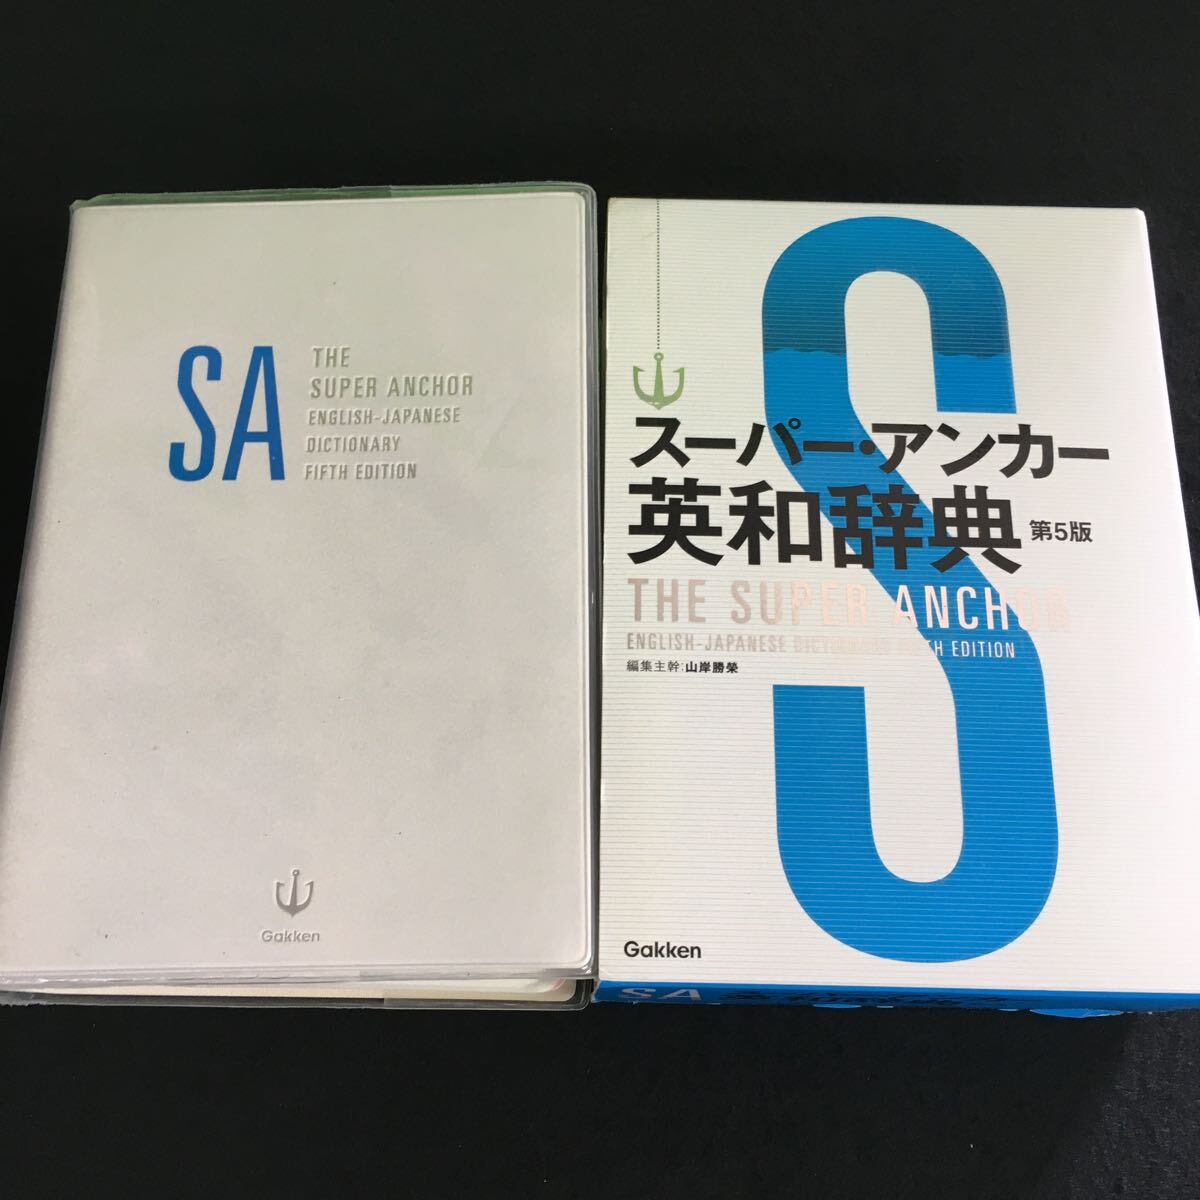 SA
THE
SUPER ANCHOR
ENGLISH-JAPANESE
DICTIONARY
FIFTH EDITION
Gakken
S
スーパー・アンカー
英和辞典 第5版
THE SUPER ANCHOR
ENGLISH-JAPANESE DICTIONARY FIFTH EDITION
編集主幹:山岸勝榮
Gakken
SA